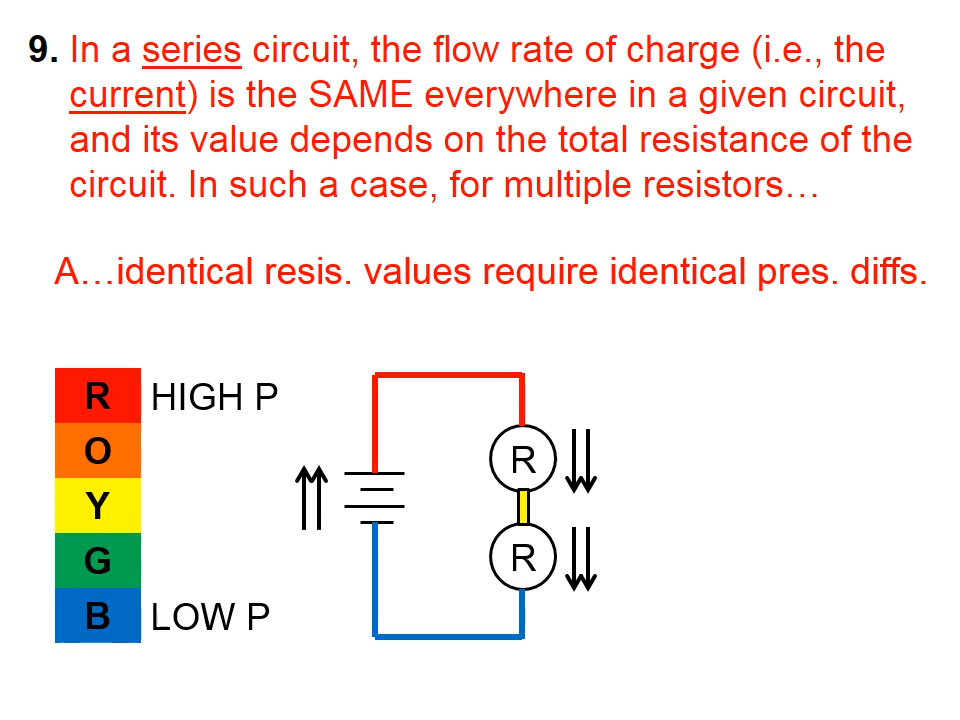 9. In a series circuit, the flow rate of charge (i.e., the
current) is the SAME everywhere in a given circuit,
and its value depends on the total resistance of the
circuit. In such a case, for multiple resistors…
A…identical resis. values require identical pres. diffs.
R HIGH P
O
Y
G
B LOW P
R
R